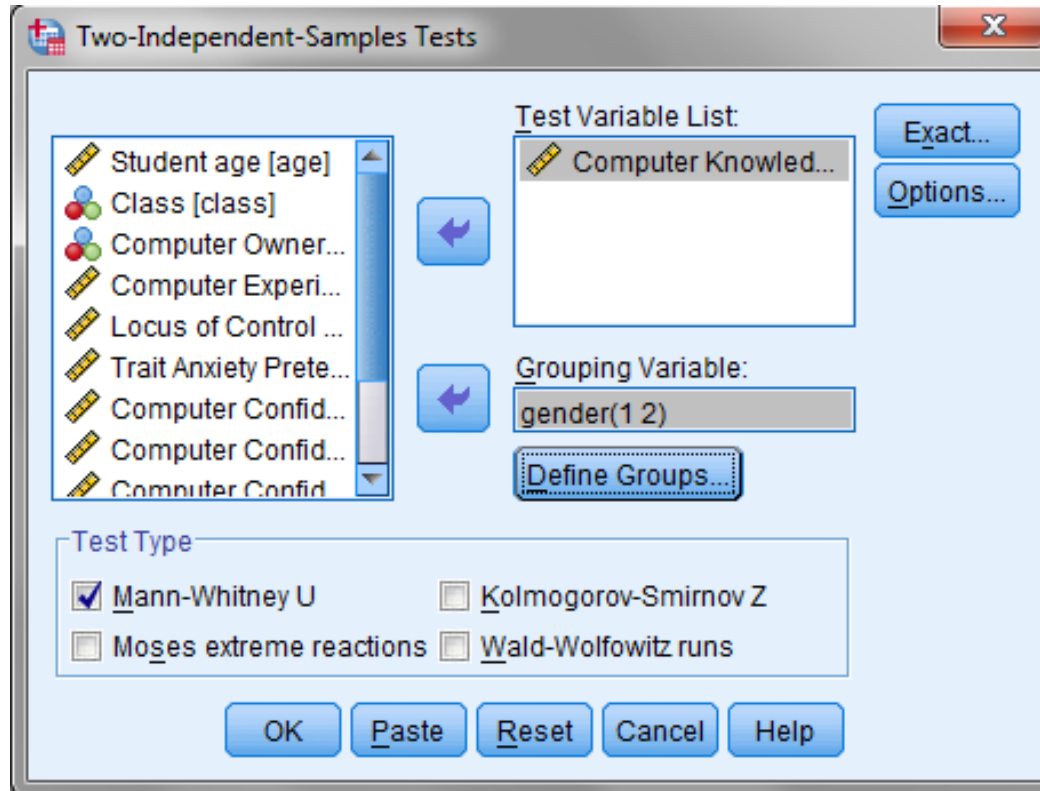 Two-Independent-Samples Tests
X
Student age [age]
Class [class]
Computer Owner...
Computer Experi...
Locus of Control ...
Trait Anxiety Prete...
Computer Confid...
Computer Confid...
Computer Confid
Test Variable List:
Computer Knowled...
Exact...
Options...
Grouping Variable:
gender(1 2)
Define Groups...
Test Type
Mann-Whitney U
Kolmogorov-Smirnov Z
Moses extreme reactions
Wald-Wolfowitz runs
OK
Paste
Reset
Cancel
Help